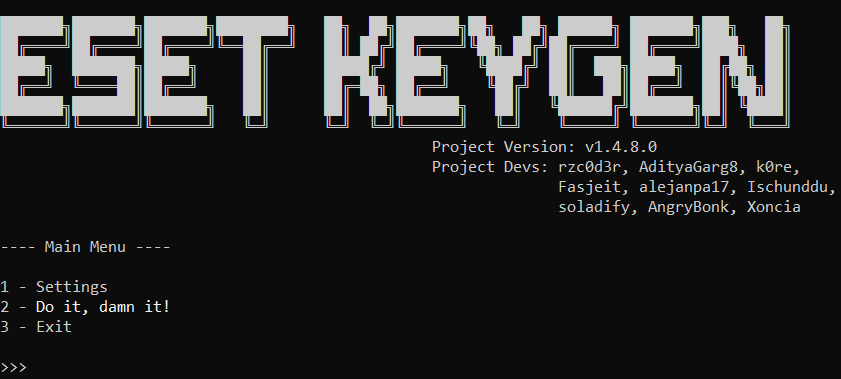 ESET KEYGEN
Project Version: v1.4.8.0
Project Devs: rzc0d3r, AdityaGarg8, k0re,
Fasjeit, alejanpa17, Ischunddu,
soladify, AngryBonk, Xoncia
---- Main Menu ----
1 - Settings
2 - Do it, damn it!
3 - Exit
>>>